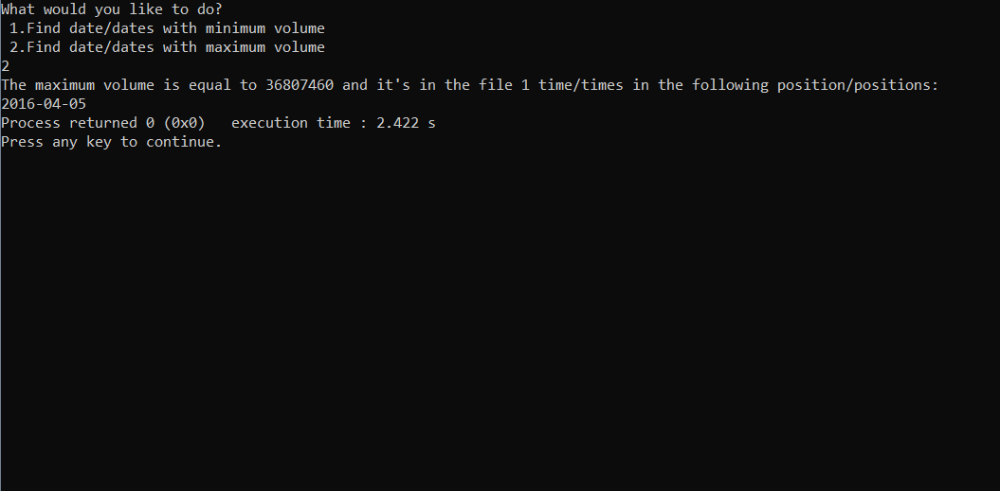 What would you like to do?
 1.Find date/dates with minimum volume
 2.Find date/dates with maximum volume
2
The maximum volume is equal to 36807460 and it's in the file 1 time/times in the following position/positions:
2016-04-05
Process returned 0 (0x0)   execution time : 2.422 s
Press any key to continue.